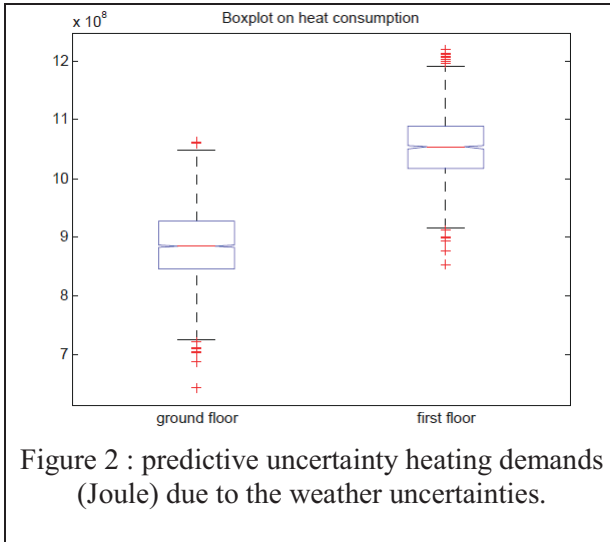 Boxplot on heat consumption
x 10^8
12
11
10
9
8
7
ground floor first floor
Figure 2 : predictive uncertainty heating demands
(Joule) due to the weather uncertainties.